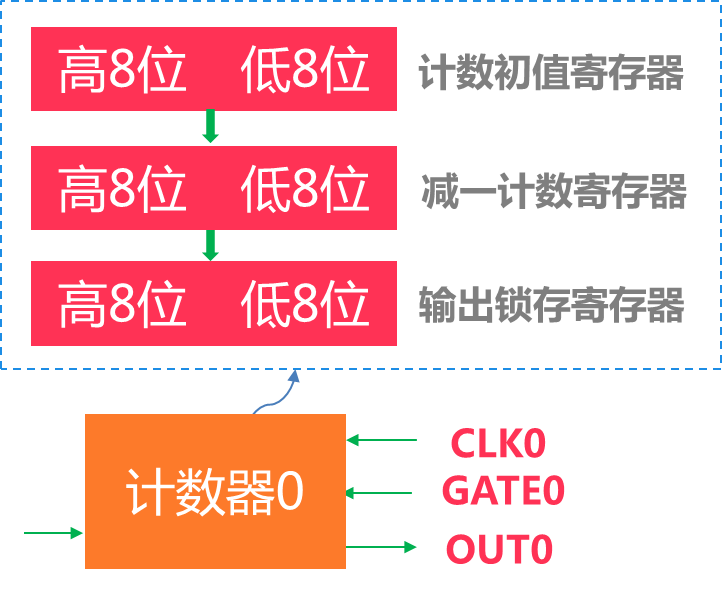 高8位 低8位 计数初值寄存器
高8位 低8位 减一计数寄存器
高8位 低8位 输出锁存寄存器
计数器0
CLK0
GATE0
OUT0